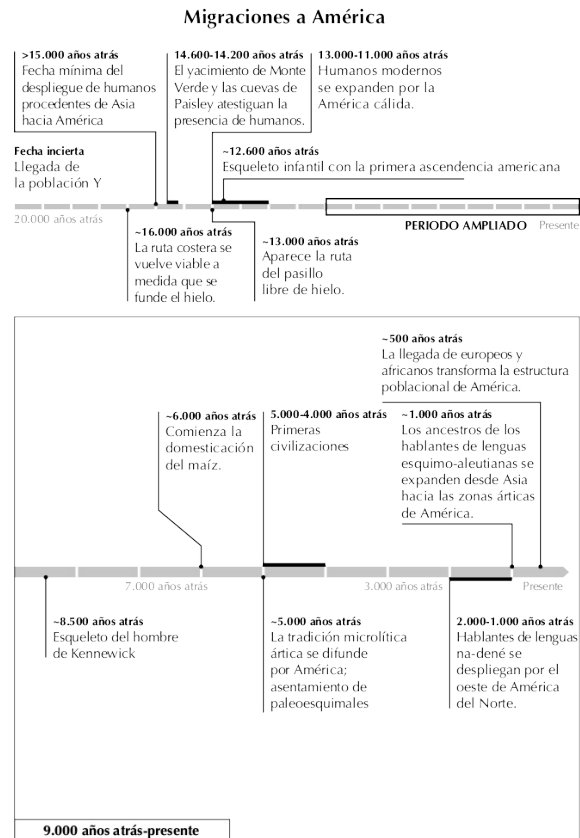 Migraciones a América
>15.000 años atrás
Fecha mínima del
despliegue de humanos
procedentes de Asia
hacia América
14.600-14.200 años atrás
El yacimiento de Monte
Verde y las cuevas de
Paisley atestiguan la
presencia de humanos.
13.000-11.000 años atrás
Humanos modernos
se expanden por la
América cálida.
Fecha incierta
Llegada de
la población Y
~12.600 años atrás
Esqueleto infantil con la primera ascendencia americana
20.000 años atrás
PERIODO AMPLIADO
Presente
~16.000 años atrás
La ruta costera se
vuelve viable a
medida que se
funde el hielo.
~13.000 años atrás
Aparece la ruta
del pasillo
libre de hielo.
~500 años atrás
La llegada de europeos y
africanos transforma la estructura
poblacional de América.
~6.000 años atrás
Comienza la
domesticación
del maíz.
5.000-4.000 años atrás
Primeras
civilizaciones
~1.000 años atrás
Los ancestros de los
hablantes de lenguas
esquimo-aleutianas se
expanden desde Asia
hacia las zonas árticas
de América.
7.000 años atrás
3.000 años atrás
Presente
~8.500 años atrás
Esqueleto del hombre
de Kennewick
~5.000 años atrás
La tradición microlítica
ártica se difunde
por América;
asentamiento de
paleoesquimales
2.000-1.000 años atrás
Hablantes de lenguas
na-dené se
despliegan por el
oeste de América
del Norte.
9.000 años atrás-presente